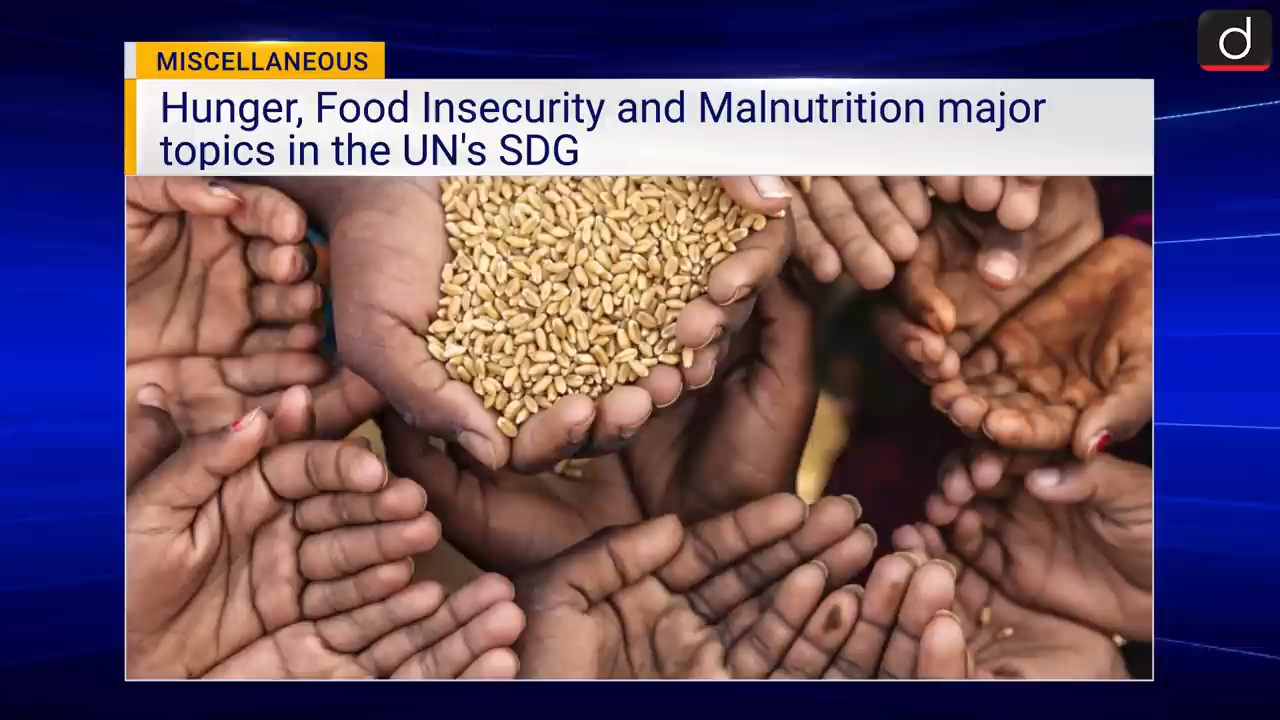 d
MISCELLANEOUS
Hunger, Food Insecurity and Malnutrition major
topics in the UN's SDG